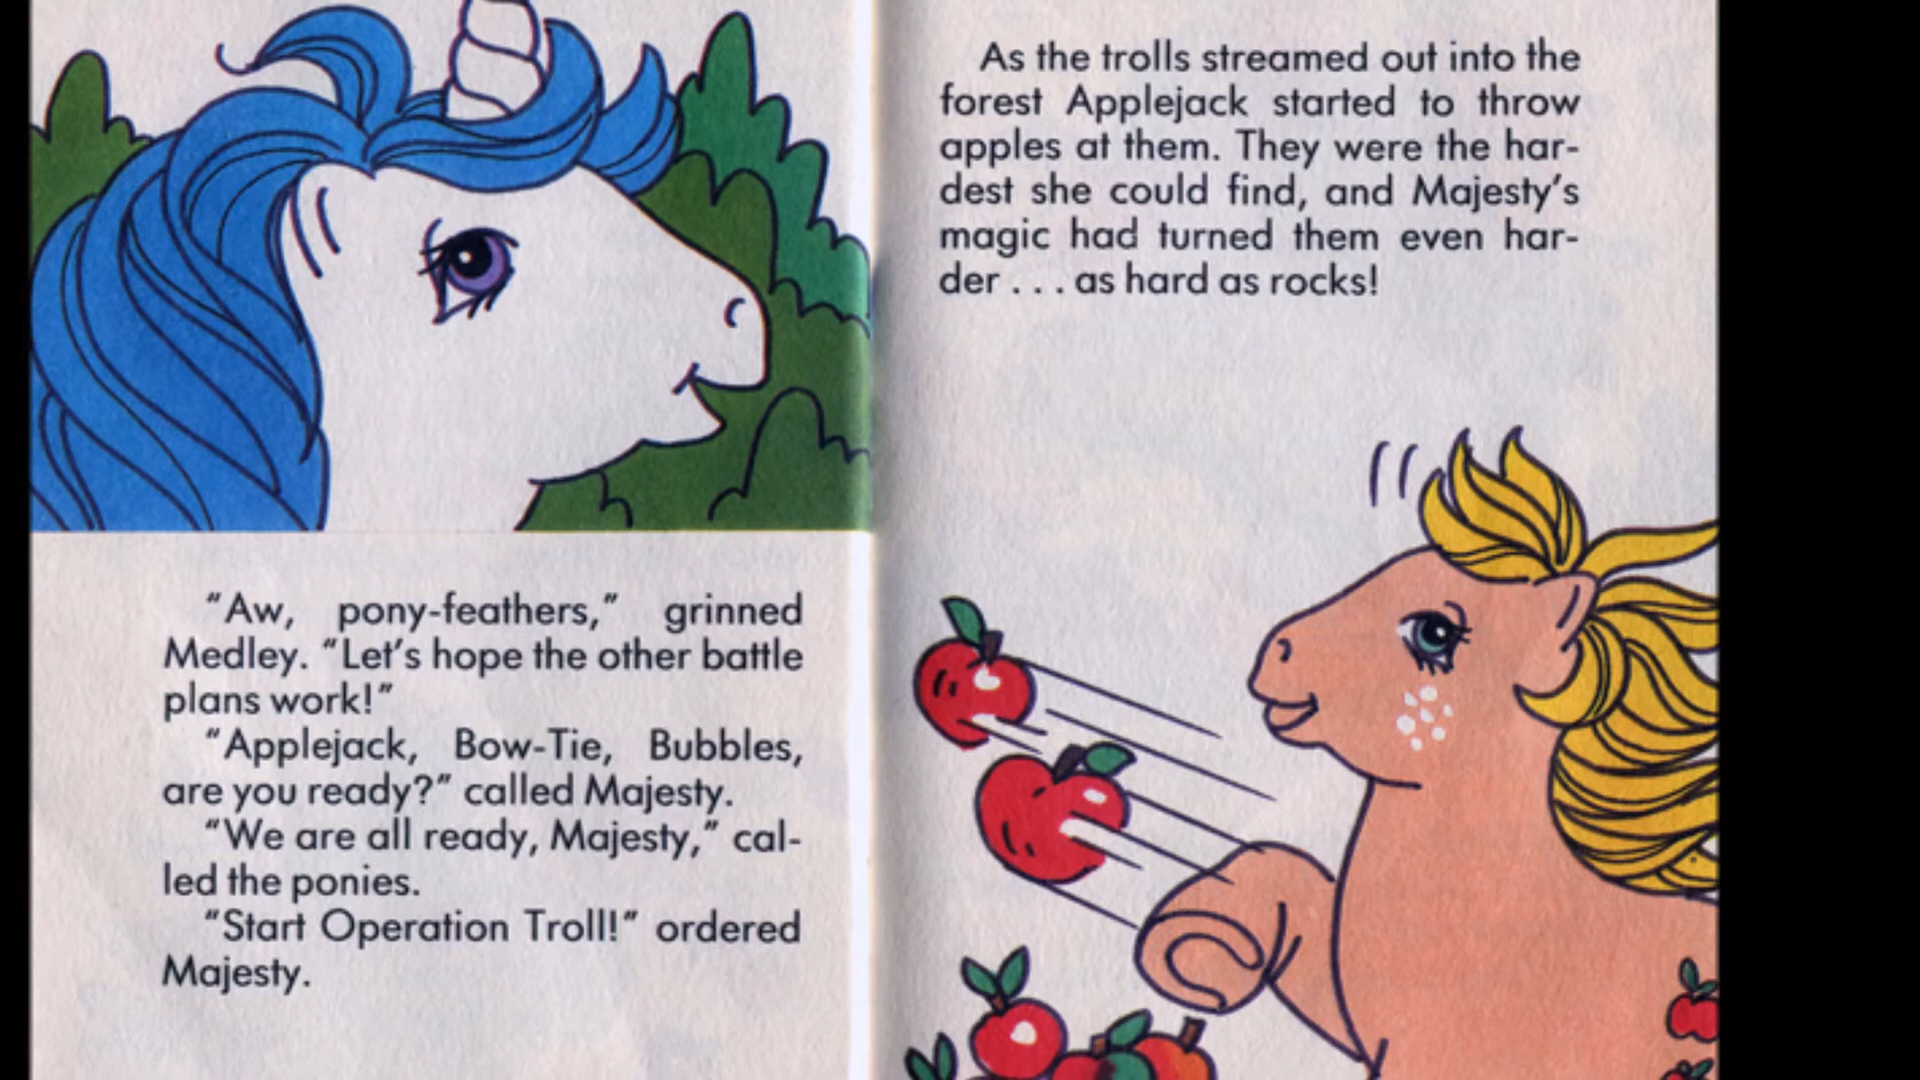 "Aw, pony-feathers," grinned
Medley. "Let's hope the other battle
plans work!"
"Applejack, Bow-Tie, Bubbles,
are you ready?" called Majesty.
"We are all ready, Majesty," cal-
led the ponies.
"Start Operation Troll!" ordered
Majesty.
As the trolls streamed out into the
forest Applejack started to throw
apples at them. They were the har-
dest she could find, and Majesty's
magic had turned them even har-
der . . . as hard as rocks!